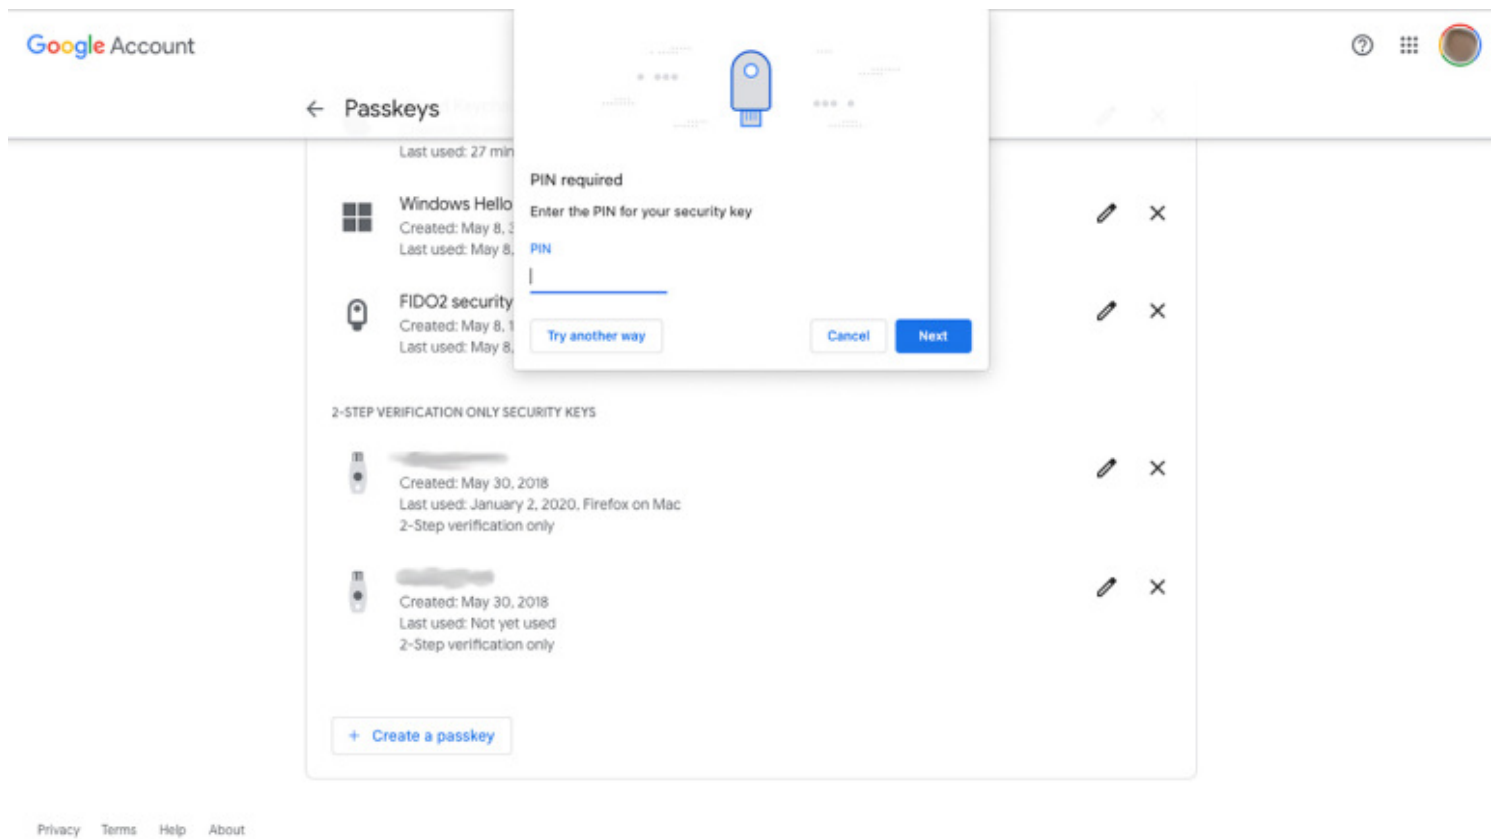 Google Account
Passkeys
Last used: 27 min
Windows Hello
Created: May 8, 3
Last used: May 8,
FIDO2 security
Created: May 8, 1
Last used: May 8,
PIN required
Enter the PIN for your security key
PIN
Try another way
Cancel
Next
2-STEP VERIFICATION ONLY SECURITY KEYS
Created: May 30, 2018
Last used: January 2, 2020, Firefox on Mac
2-Step verification only
Created: May 30, 2018
Last used: Not yet used
2-Step verification only
+ Create a passkey
Privacy Terms Help About